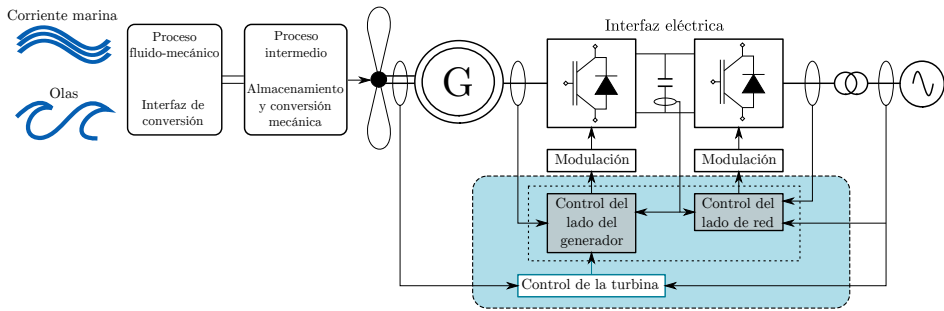 Corriente marina
Olas
Proceso
fluido-mecánico
Interfaz de
conversión
Proceso
intermedio
Almacenamiento
y conversión
mecánica
G
Interfaz eléctrica
Modulación
Modulación
Control del
lado del
generador
Control del
lado de red
Control de la turbina